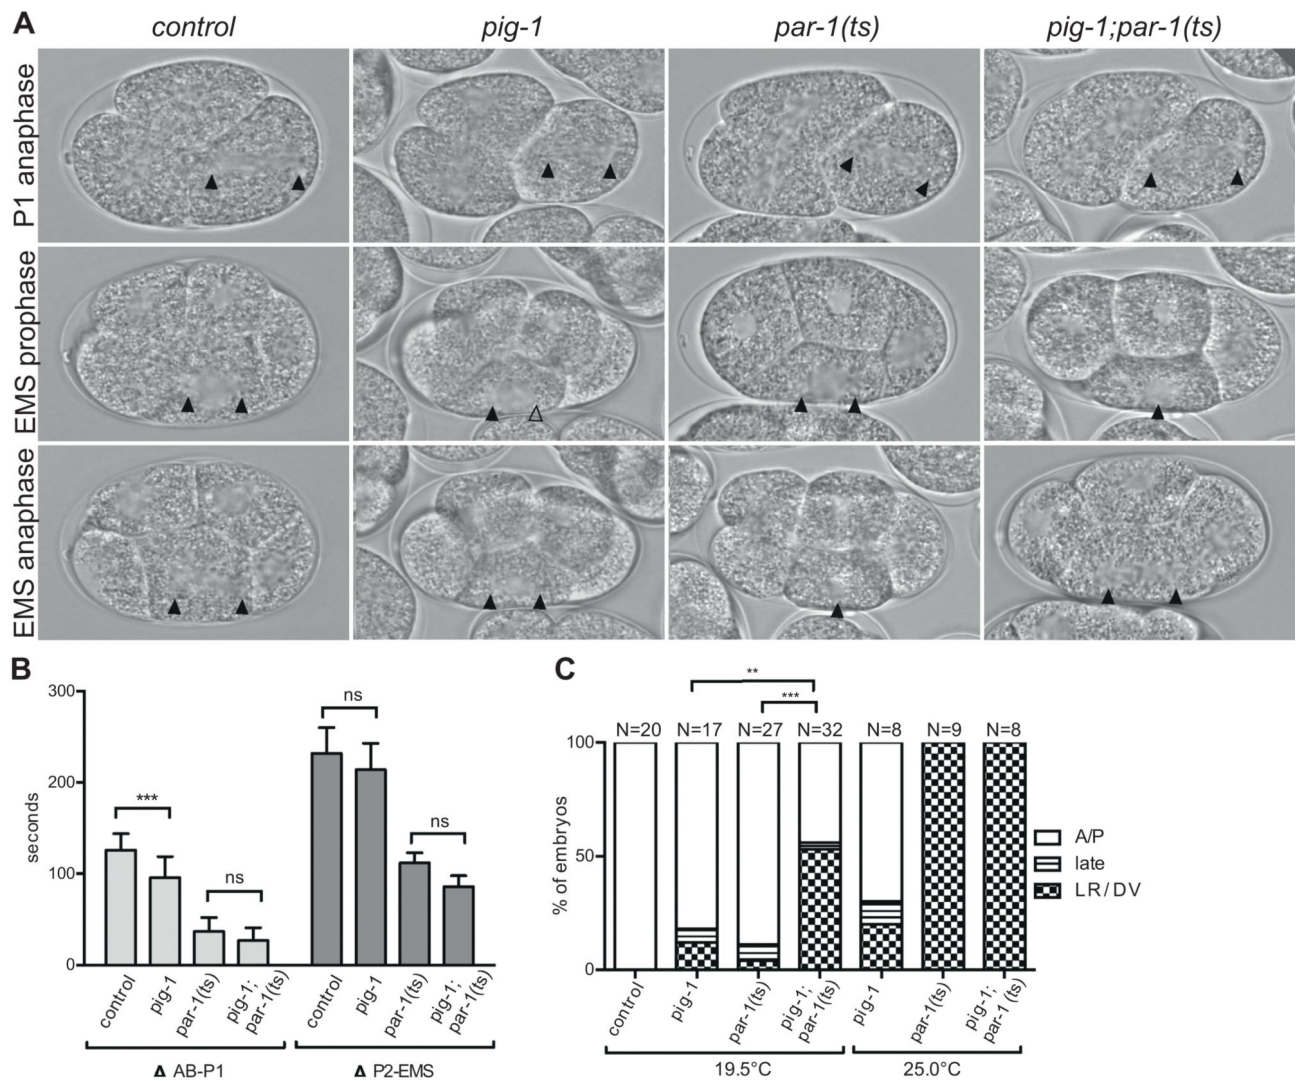 A
control
pig-1
par-1(ts)
pig-1;par-1(ts)
P1 anaphase
EMS prophase
EMS anaphase
B
300
200
100
0
seconds
***
ns
ns
ns
control
pig-1
par-1(ts)
pig-1;
par-1(ts)
control
pig-1
par-1(ts)
pig-1;
par-1(ts)
Δ AB-P1
Δ P2-EMS
C
**
***
N=20
N=17
N=27
N=32
N=8
N=9
N=8
100
50
0
% of embryos
A/P
late
LR/DV
control
pig-1
par-1(ts)
pig-1;
par-1(ts)
pig-1
par-1(ts)
pig-1;
par-1 (ts)
19.5°C
25.0°C